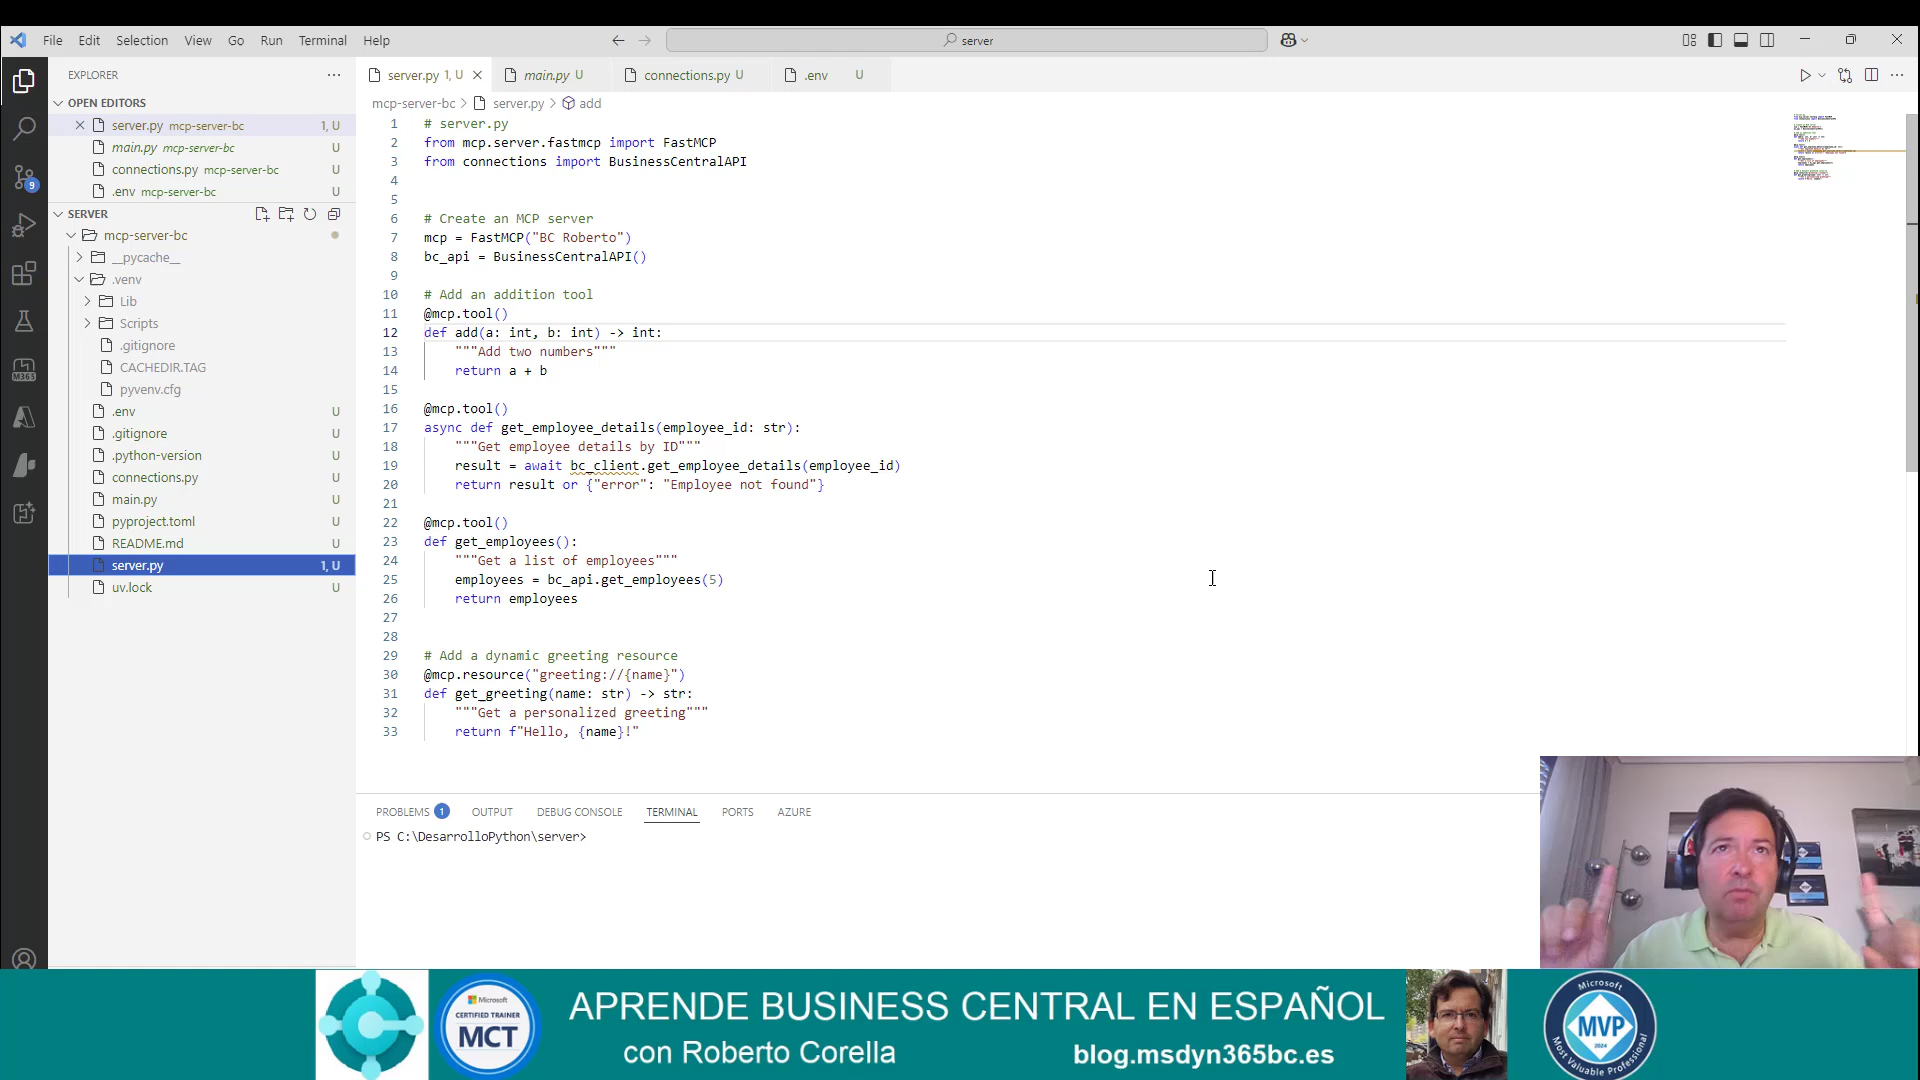 File Edit Selection View Go Run Terminal Help
server
EXPLORER
OPEN EDITORS
server.py mcp-server-bc 1, U
main.py mcp-server-bc
connections.py mcp-server-bc
.env mcp-server-bc
SERVER
mcp-server-bc
__pycache__
.venv
Lib
Scripts
.gitignore
CACHEDIR.TAG
pyvenv.cfg
.env U
.gitignore U
.python-version U
connections.py U
main.py U
pyproject.toml U
README.md U
server.py 1, U
uv.lock U
9
M365
server.py 1, U
main.py U
connections.py U
.env U
mcp-server-bc > server.py > add
1 # server.py
2 from mcp.server.fastmcp import FastMCP
3 from connections import BusinessCentralAPI
4
5
6 # Create an MCP server
7 mcp = FastMCP("BC Roberto")
8 bc_api = BusinessCentralAPI()
9
10 # Add an addition tool
11 @mcp.tool()
12 def add(a: int, b: int) -> int:
13 """Add two numbers"""
14 return a + b
15
16 @mcp.tool()
17 async def get_employee_details(employee_id: str):
18 """Get employee details by ID"""
19 result = await bc_client.get_employee_details(employee_id)
20 return result or {"error": "Employee not found"}
21
22 @mcp.tool()
23 def get_employees():
24 """Get a list of employees"""
25 employees = bc_api.get_employees(5)
26 return employees
27
28
29 # Add a dynamic greeting resource
30 @mcp.resource("greeting://{name}")
31 def get_greeting(name: str) -> str:
32 """Get a personalized greeting"""
33 return f"Hello, {name}!"
PROBLEMS 1 OUTPUT DEBUG CONSOLE TERMINAL PORTS AZURE
PS C:\DesarrolloPython\server>
Microsoft
CERTIFIED TRAINER
MCT
APRENDE BUSINESS CENTRAL EN ESPAÑOL
con Roberto Corella
blog.msdyn365bc.es
Microsoft
MVP
2024
Most Valuable Professional